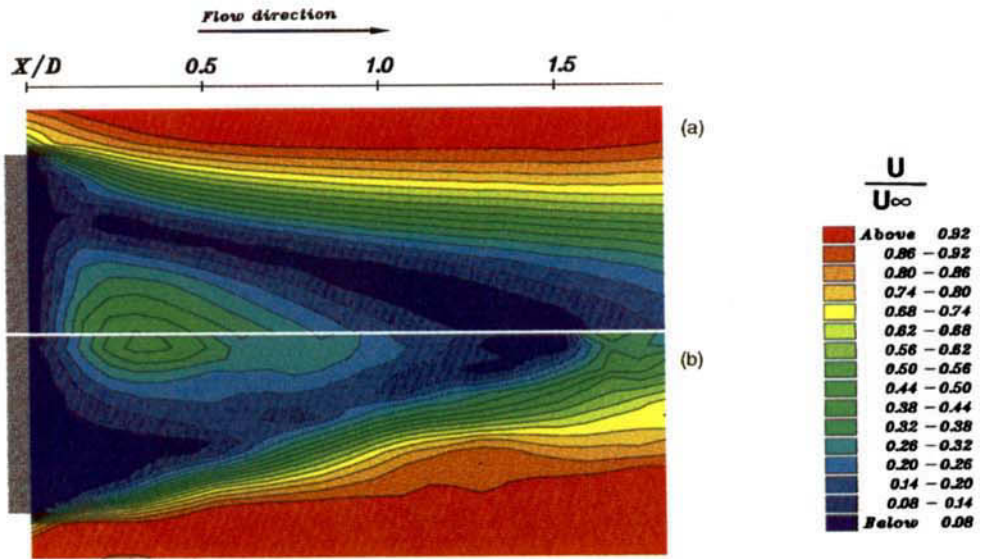 Flow direction
X/D 0.5 1.0 1.5
(a)
(b)
U
U∞
Above 0.92
0.86 – 0.92
0.80 – 0.86
0.74 – 0.80
0.68 – 0.74
0.62 – 0.68
0.56 – 0.62
0.50 – 0.56
0.44 – 0.50
0.38 – 0.44
0.32 – 0.38
0.26 – 0.32
0.20 – 0.26
0.14 – 0.20
0.08 – 0.14
Below 0.08